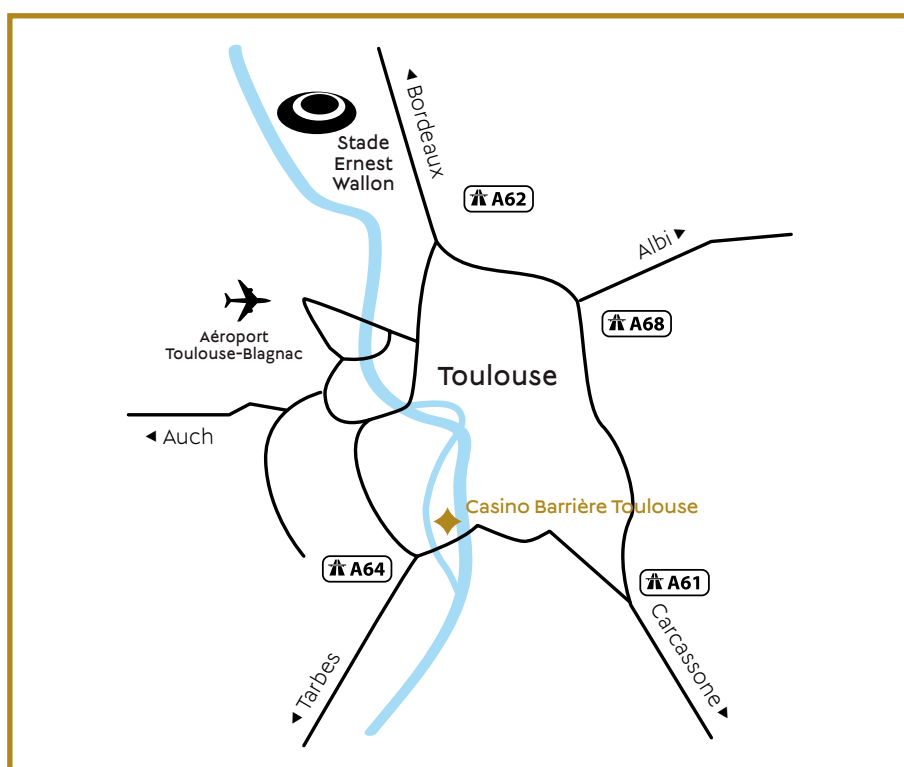 Bordeaux
Stade
Ernest
Wallon
A62
Albi
A68
Aéroport
Toulouse-Blagnac
Toulouse
Auch
Casino Barrière Toulouse
A64
A61
Tarbes
Carcassone